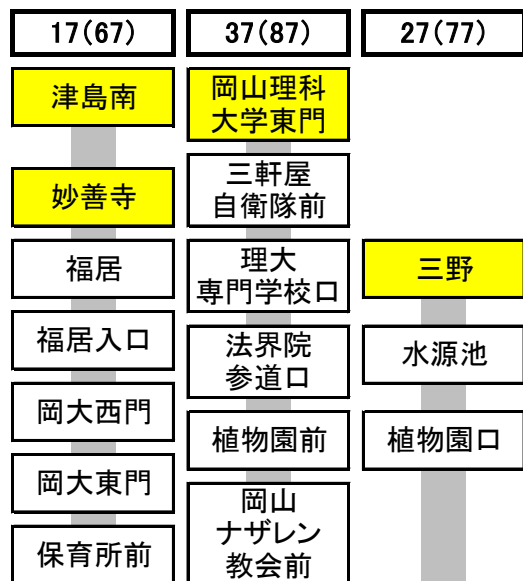 17(67)
37(87)
27(77)
津島南
妙善寺
福居
福居入口
岡大西門
岡大東門
保育所前
岡山理科
大学東門
三軒屋
自衛隊前
理大
専門学校口
法界院
参道口
植物園前
岡山
ナザレン
教会前
三野
水源池
植物園口